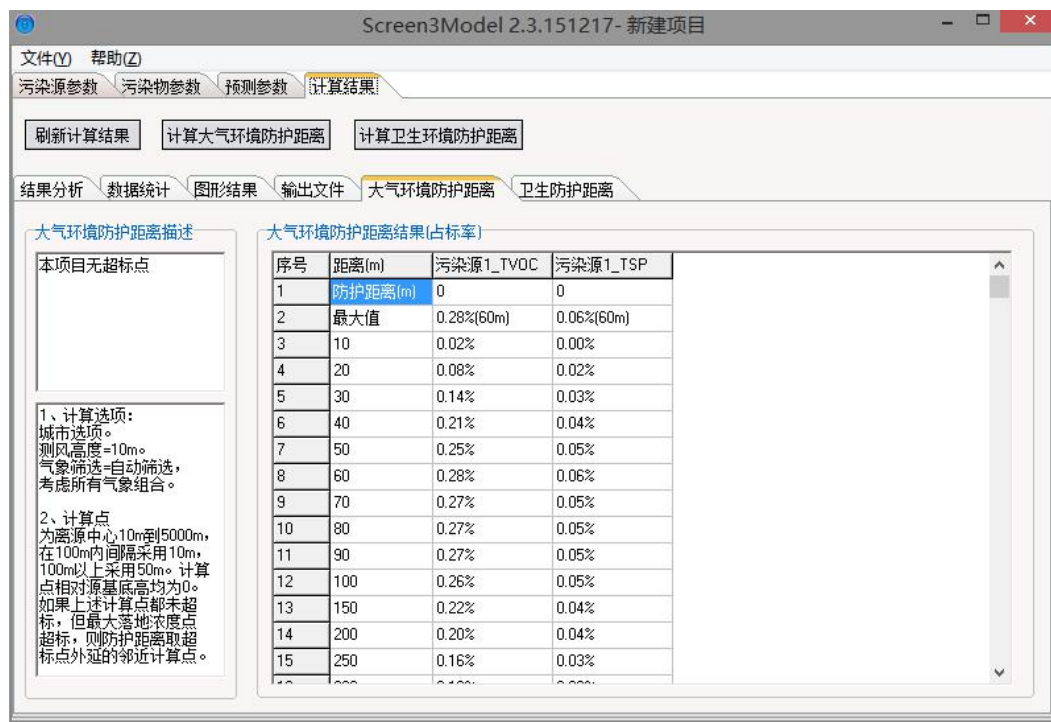 Screen3Model 2.3.151217- 新建项目
文件(Y) 帮助(Z)
污染源参数 污染物参数 预测参数 计算结果
刷新计算结果 计算大气环境防护距离 计算卫生环境防护距离
结果分析 数据统计 图形结果 输出文件 大气环境防护距离 卫生防护距离
大气环境防护距离描述
本项目无超标点
1、计算选项:
城市选项。
测风高度=10m。
气象筛选=自动筛选,
考虑所有气象组合。
2、计算点
为离源中心10m到5000m,
在100m内间隔采用10m,
100m以上采用50m。计算
点相对源基底高均为0。
如果上述计算点都未超
标,但最大落地浓度点
超标,则防护距离取超
标点外延的邻近计算点。
大气环境防护距离结果(占标率)
序号 距离(m) 污染源1_TVOC 污染源1_TSP
1 防护距离(m) 0 0
2 最大值 0.28%(60m) 0.06%(60m)
3 10 0.02% 0.00%
4 20 0.08% 0.02%
5 30 0.14% 0.03%
6 40 0.21% 0.04%
7 50 0.25% 0.05%
8 60 0.28% 0.06%
9 70 0.27% 0.05%
10 80 0.27% 0.05%
11 90 0.27% 0.05%
12 100 0.26% 0.05%
13 150 0.22% 0.04%
14 200 0.20% 0.04%
15 250 0.16% 0.03%